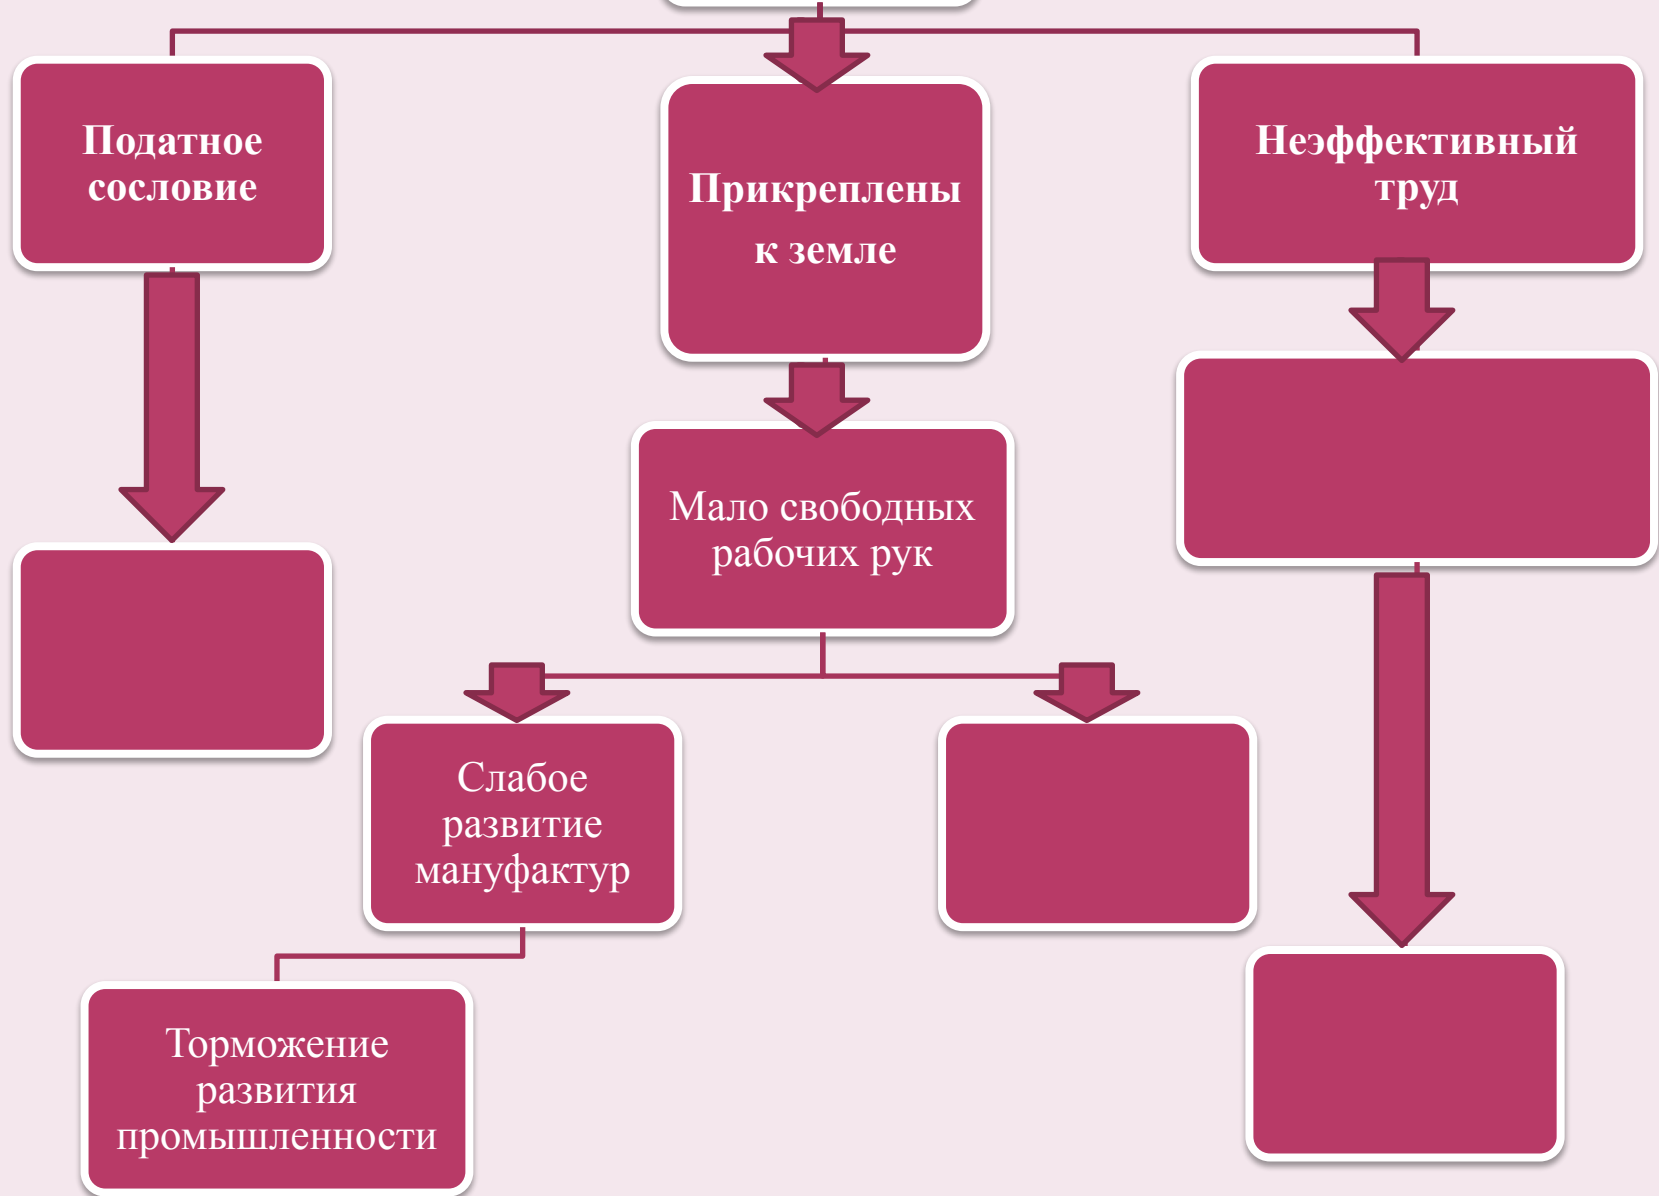 Податное
сословие
Прикреплены
к земле
Неэффективный
труд
Мало свободных
рабочих рук
Слабое
развитие
мануфактур
Торможение
развития
промышленности